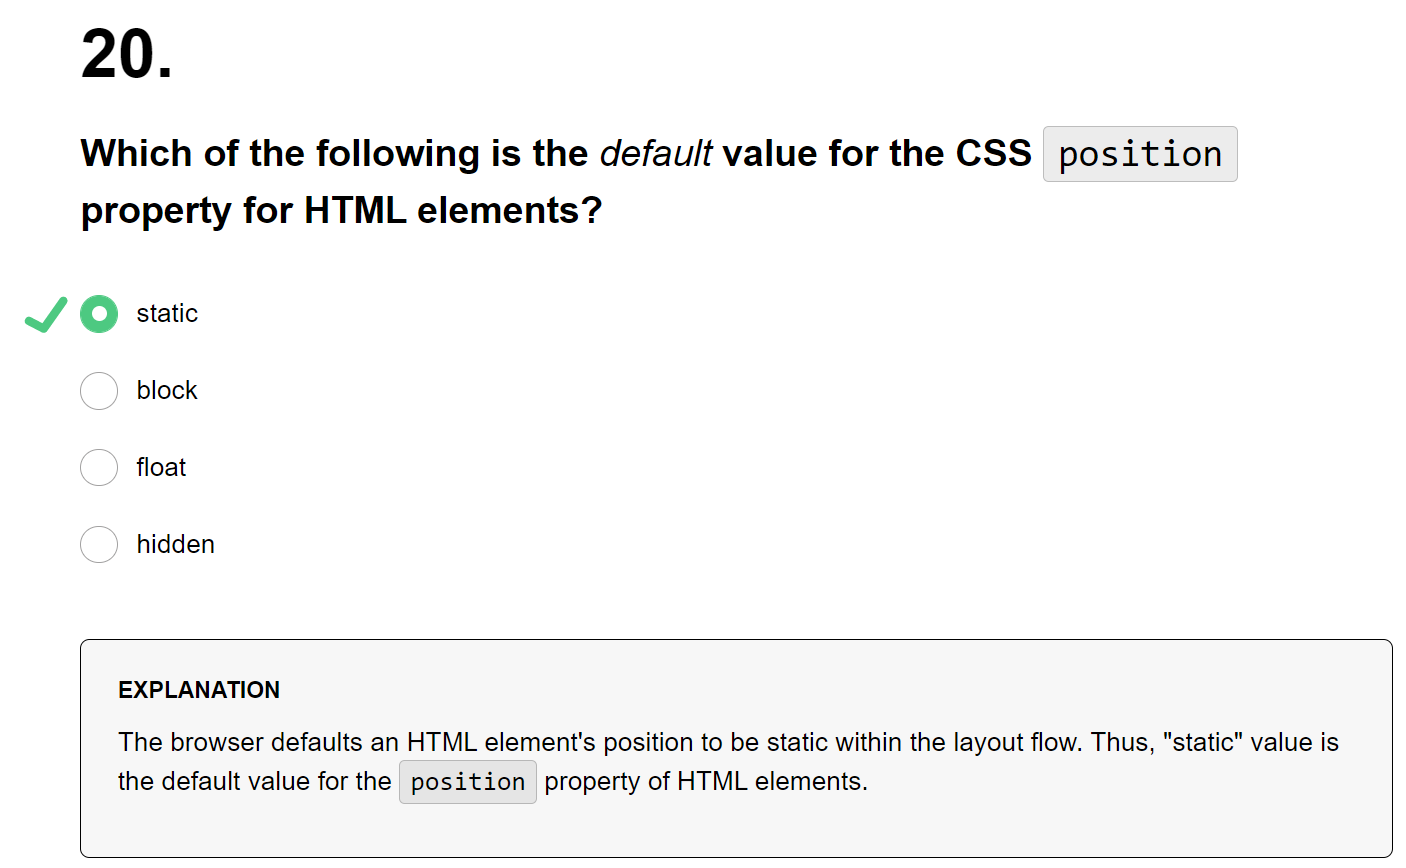 20.
Which of the following is the default value for the CSS position
property for HTML elements?
static
block
float
hidden
EXPLANATION
The browser defaults an HTML element's position to be static within the layout flow. Thus, "static" value is
the default value for the position property of HTML elements.